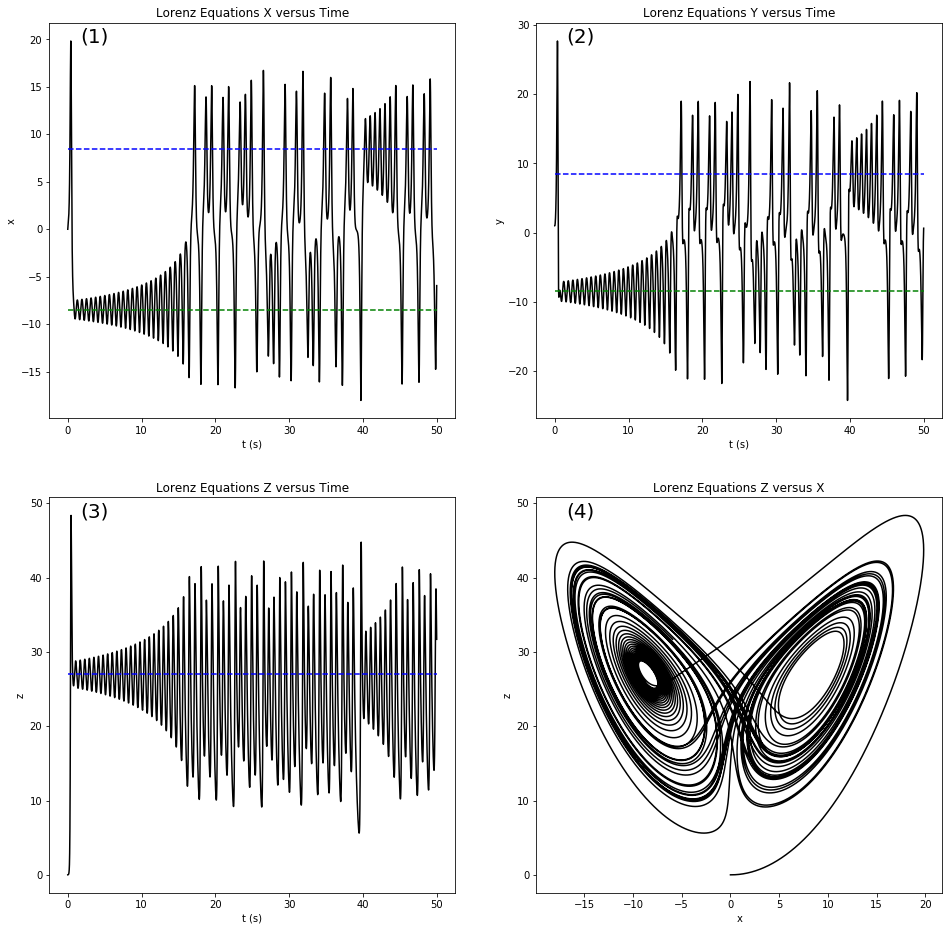 Lorenz Equations X versus Time
(1)
20
15
10
5
0
−5
−10
−15
x
0 10 20 30 40 50
t (s)
Lorenz Equations Y versus Time
(2)
30
20
10
0
−10
−20
y
0 10 20 30 40 50
t (s)
Lorenz Equations Z versus Time
(3)
50
40
30
20
10
0
z
0 10 20 30 40 50
t (s)
Lorenz Equations Z versus X
(4)
50
40
30
20
10
0
z
−15 −10 −5 0 5 10 15 20
x